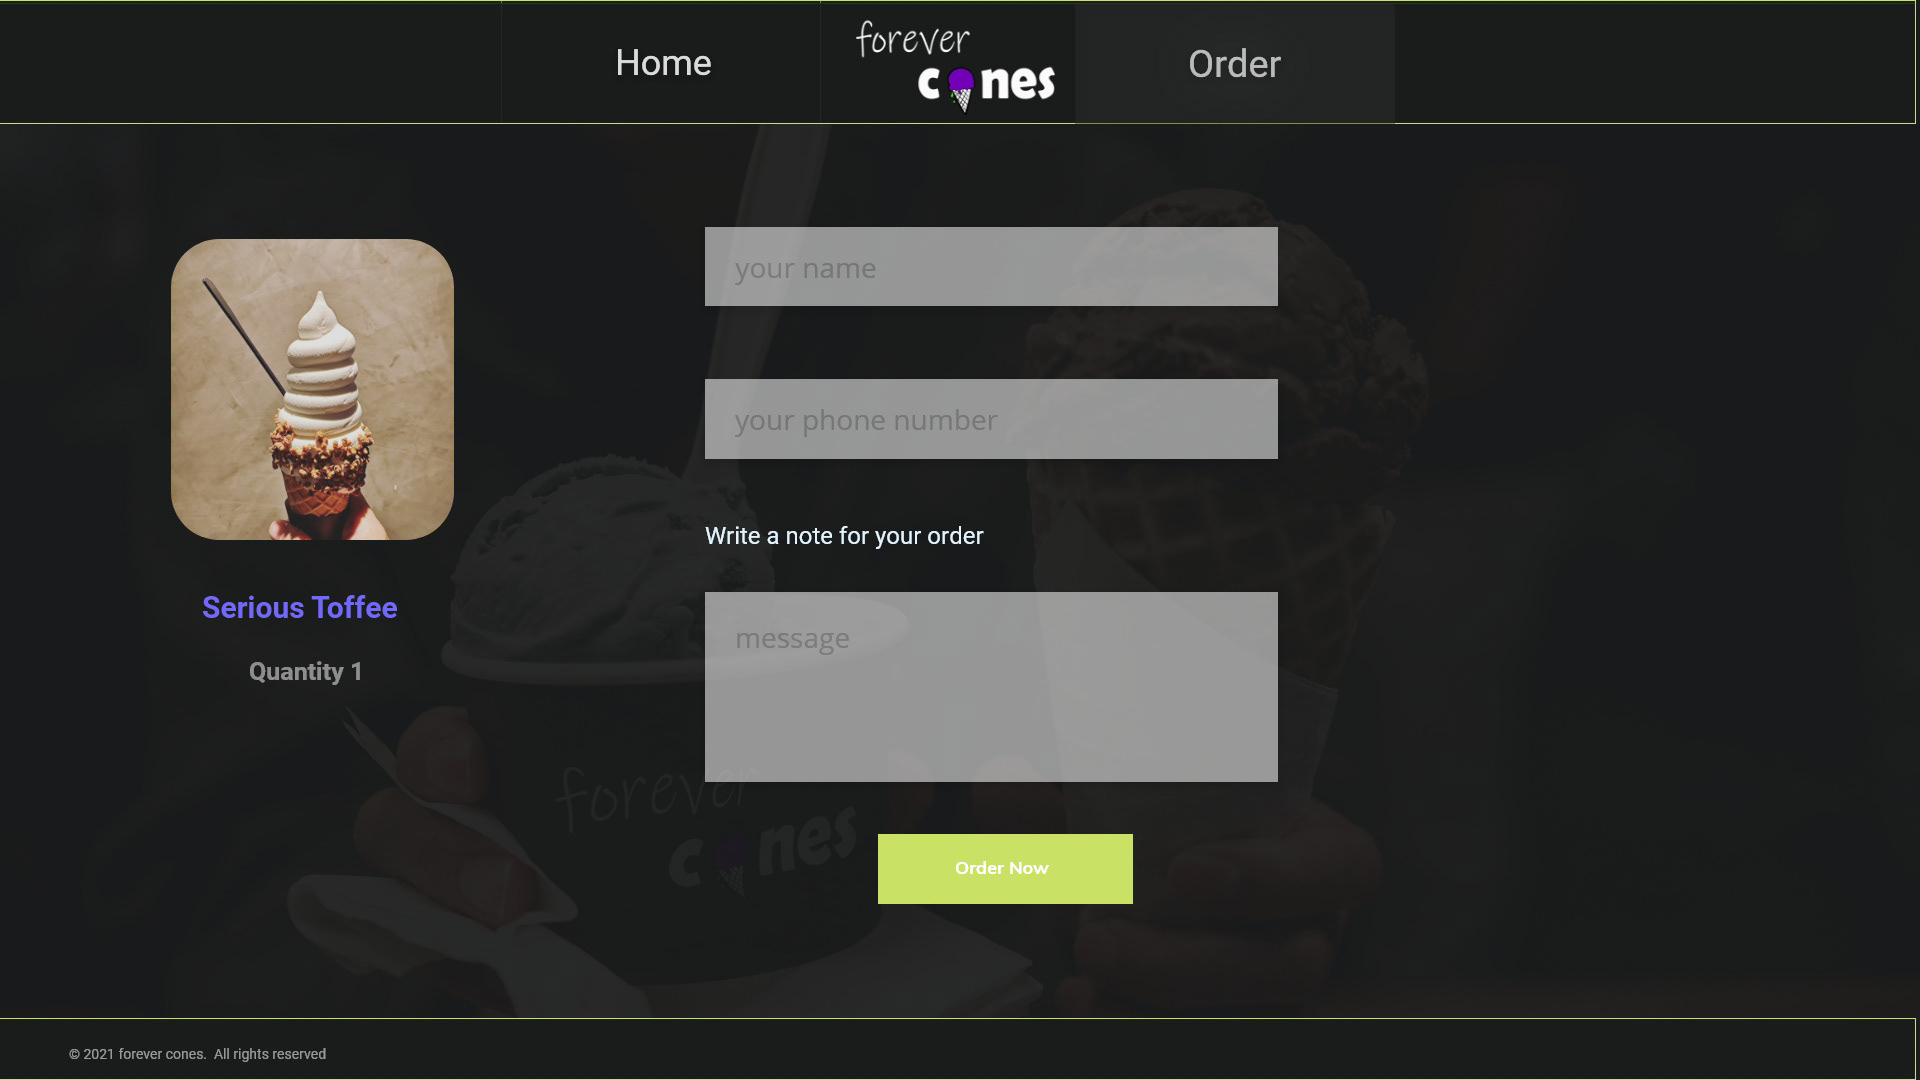 Home
forever
cones
Order
your name
your phone number
Write a note for your order
Serious Toffee
message
Quantity 1
forever
cones
Order Now
© 2021 forever cones. All rights reserved